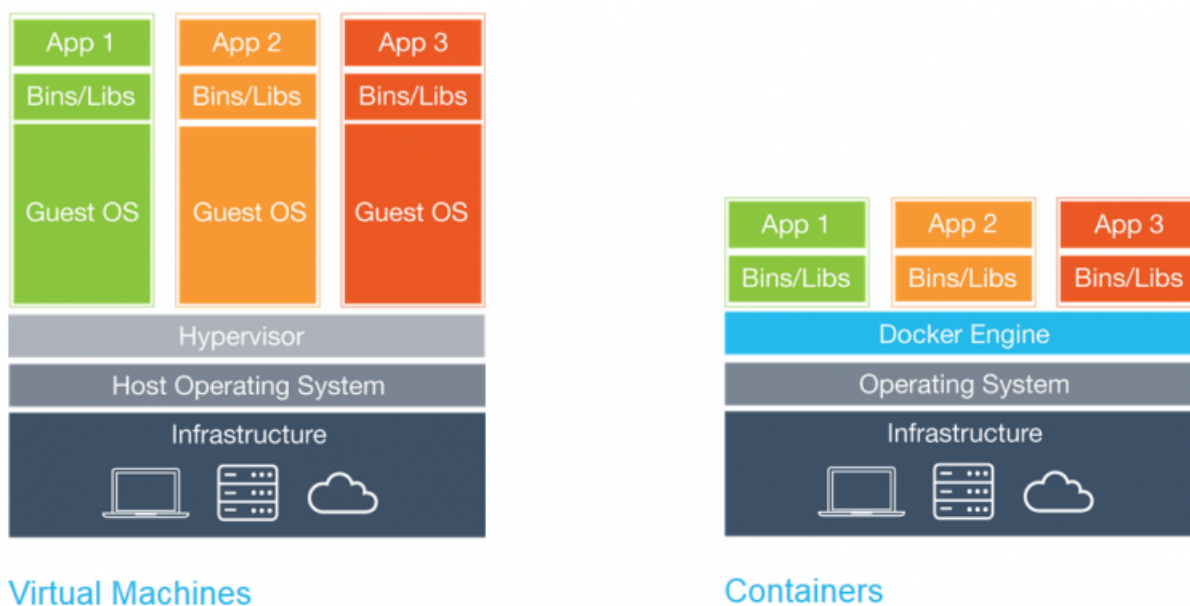 App 1
App 2
App 3
Bins/Libs
Bins/Libs
Bins/Libs
Guest OS
Guest OS
Guest OS
Hypervisor
Host Operating System
Infrastructure
Virtual Machines
App 1
App 2
App 3
Bins/Libs
Bins/Libs
Bins/Libs
Docker Engine
Operating System
Infrastructure
Containers